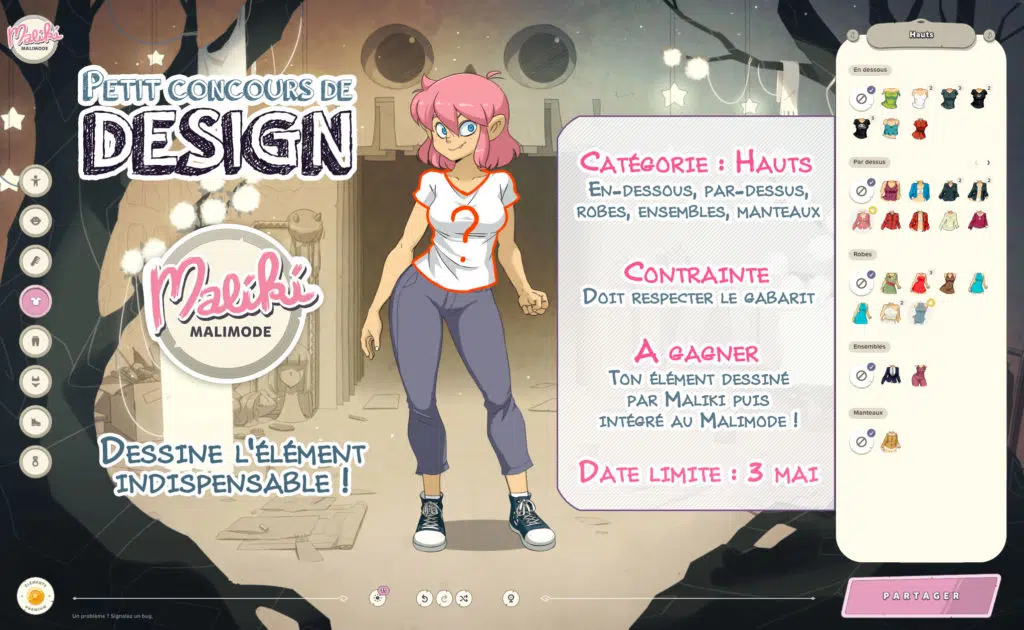 Maliki
MALIMODE
PETIT CONCOURS DE
DESIGN
Maliki
MALIMODE
DESSINE L'ÉLÉMENT
INDISPENSABLE !
?
CATÉGORIE : HAUTS
EN-DESSOUS, PAR-DESSUS,
ROBES, ENSEMBLES, MANTEAUX
CONTRAINTE
DOIT RESPECTER LE GABARIT
A GAGNER
TON ÉLÉMENT DESSINÉ
PAR MALIKI PUIS
INTÉGRÉ AU MALIMODE !
DATE LIMITE : 3 MAI
Hauts
En dessous
Par dessus
Robes
Ensembles
Manteaux
ÉLÉMENTS
PREMIUM
Un problème ? Signalez un bug.
PARTAGER